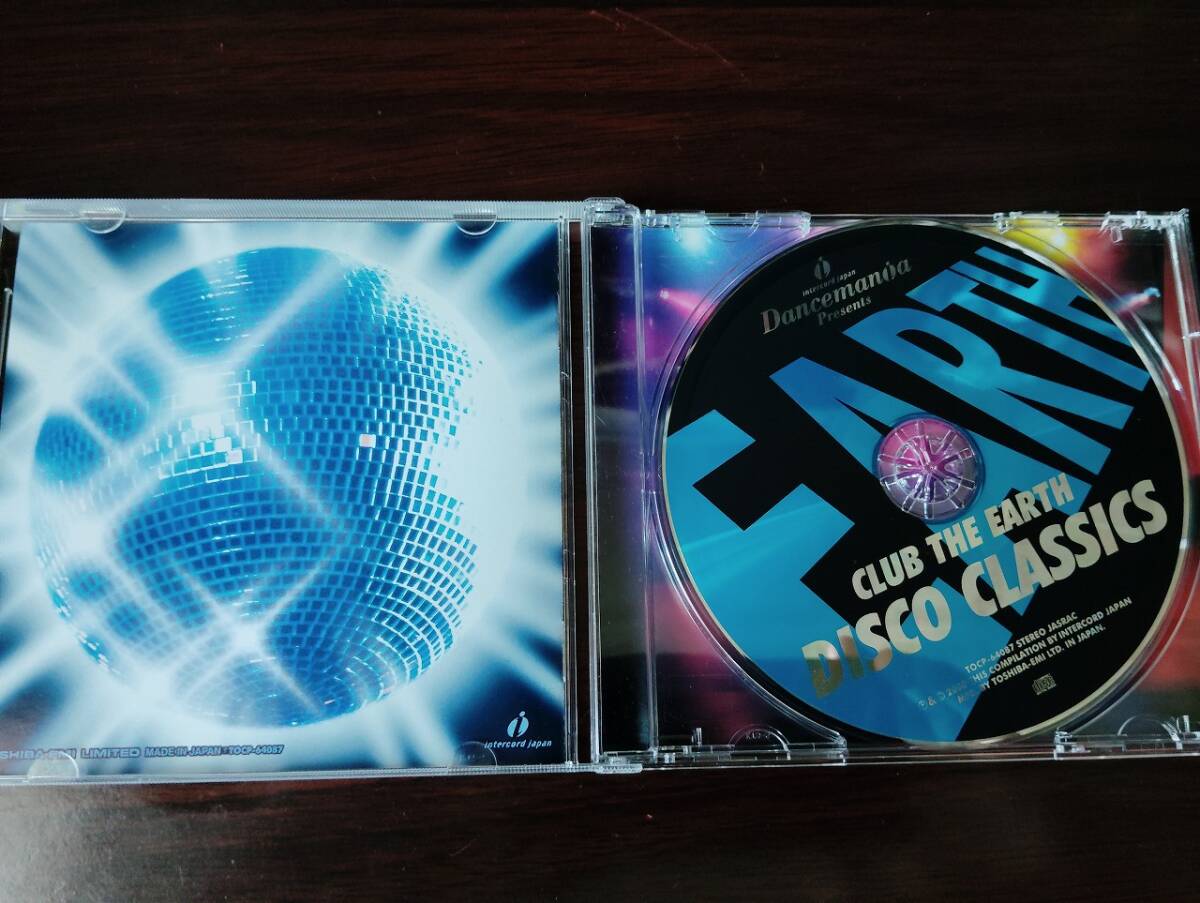 SHIBA-EMI LIMITED MADE IN JAPAN TOCP-64087
intercord japan
intercord japan
Dancemania
Presents
EARTH
CLUB THE EARTH
DISCO CLASSICS
TOCP-64087 STEREO JASRAC
THIS COMPILATION BY INTERCORD JAPAN
BY TOSHIBA-EMI LTD. IN JAPAN.